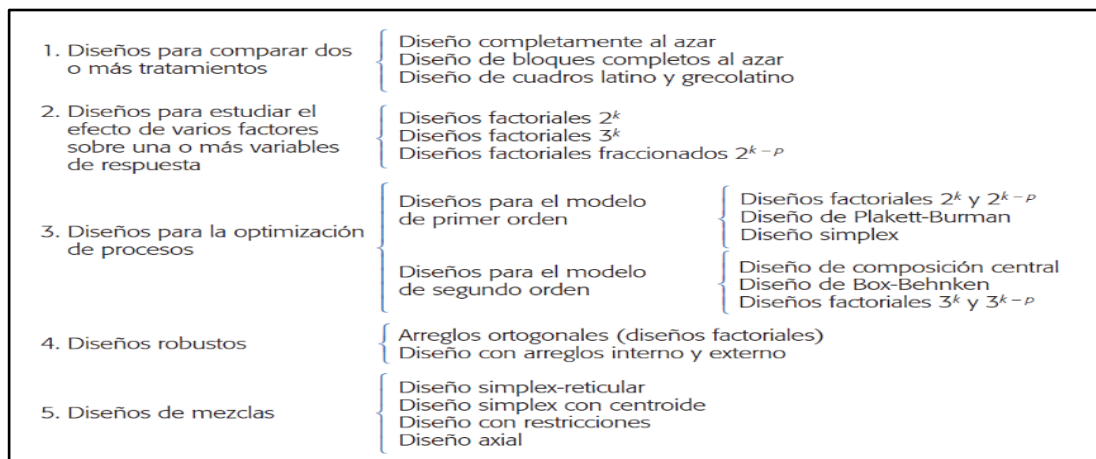 1. Diseños para comparar dos
o más tratamientos
Diseño completamente al azar
Diseño de bloques completos al azar
Diseño de cuadros latino y grecolatino
2. Diseños para estudiar el
efecto de varios factores
sobre una o más variables
de respuesta
Diseños factoriales 2^k
Diseños factoriales 3^k
Diseños factoriales fraccionados 2^{k – p}
3. Diseños para la optimización
de procesos
Diseños para el modelo
de primer orden
Diseños factoriales 2^k y 2^{k – p}
Diseño de Plakett-Burman
Diseño simplex
Diseños para el modelo
de segundo orden
Diseño de composición central
Diseño de Box-Behnken
Diseños factoriales 3^k y 3^{k – p}
4. Diseños robustos
Arreglos ortogonales (diseños factoriales)
Diseño con arreglos interno y externo
5. Diseños de mezclas
Diseño simplex-reticular
Diseño simplex con centroide
Diseño con restricciones
Diseño axial